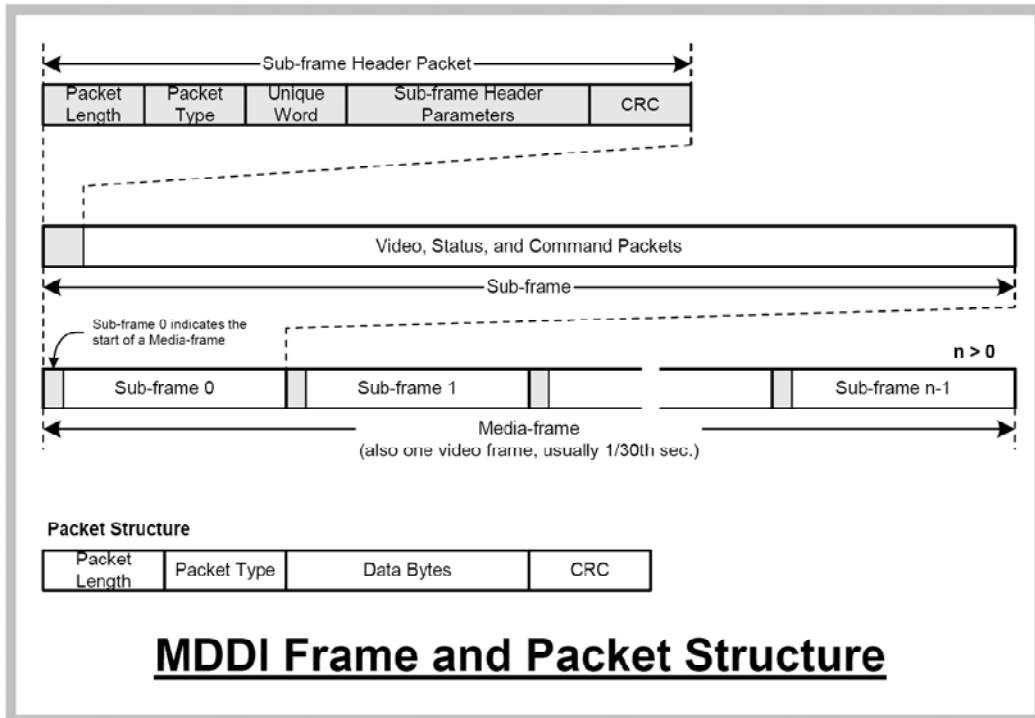 Sub-frame Header Packet
Packet Length
Packet Type
Unique Word
Sub-frame Header Parameters
CRC
Video, Status, and Command Packets
Sub-frame
Sub-frame 0 indicates the
start of a Media-frame
n > 0
Sub-frame 0
Sub-frame 1
Sub-frame n-1
Media-frame
(also one video frame, usually 1/30th sec.)
Packet Structure
Packet Length
Packet Type
Data Bytes
CRC
MDDI Frame and Packet Structure